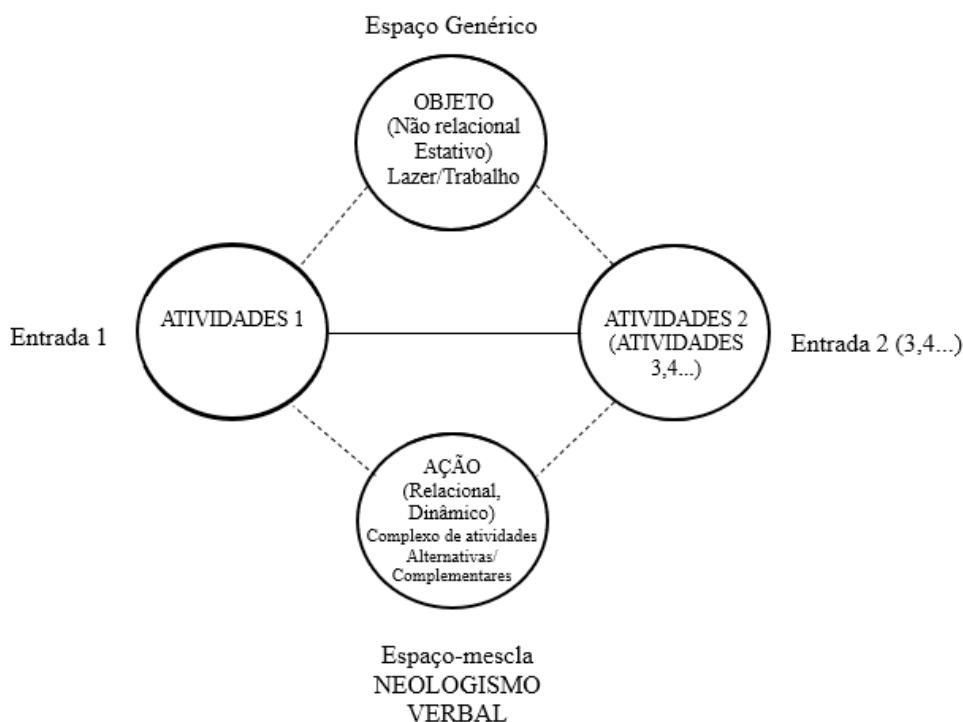 Espaço Genérico
OBJETO
(Não relacional
Estativo)
Lazer/Trabalho
Entrada 1
ATIVIDADES 1
ATIVIDADES 2
(ATIVIDADES
3,4...)
Entrada 2 (3,4...)
AÇÃO
(Relacional,
Dinâmico)
Complexo de atividades
Alternativas/
Complementares
Espaço-mescla
NEOLOGISMO
VERBAL